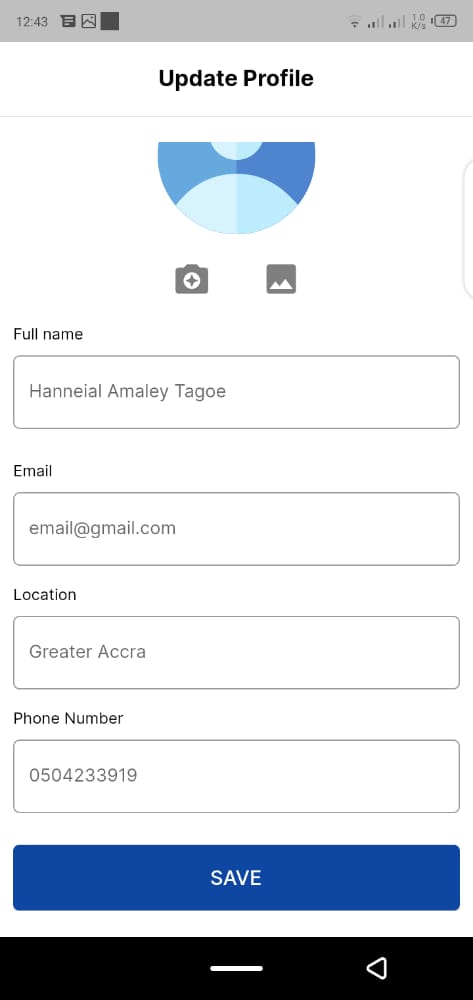 12:43
1.0
K/s
47
Update Profile
Full name
Hanneial Amaley Tagoe
Email
email@gmail.com
Location
Greater Accra
Phone Number
0504233919
SAVE